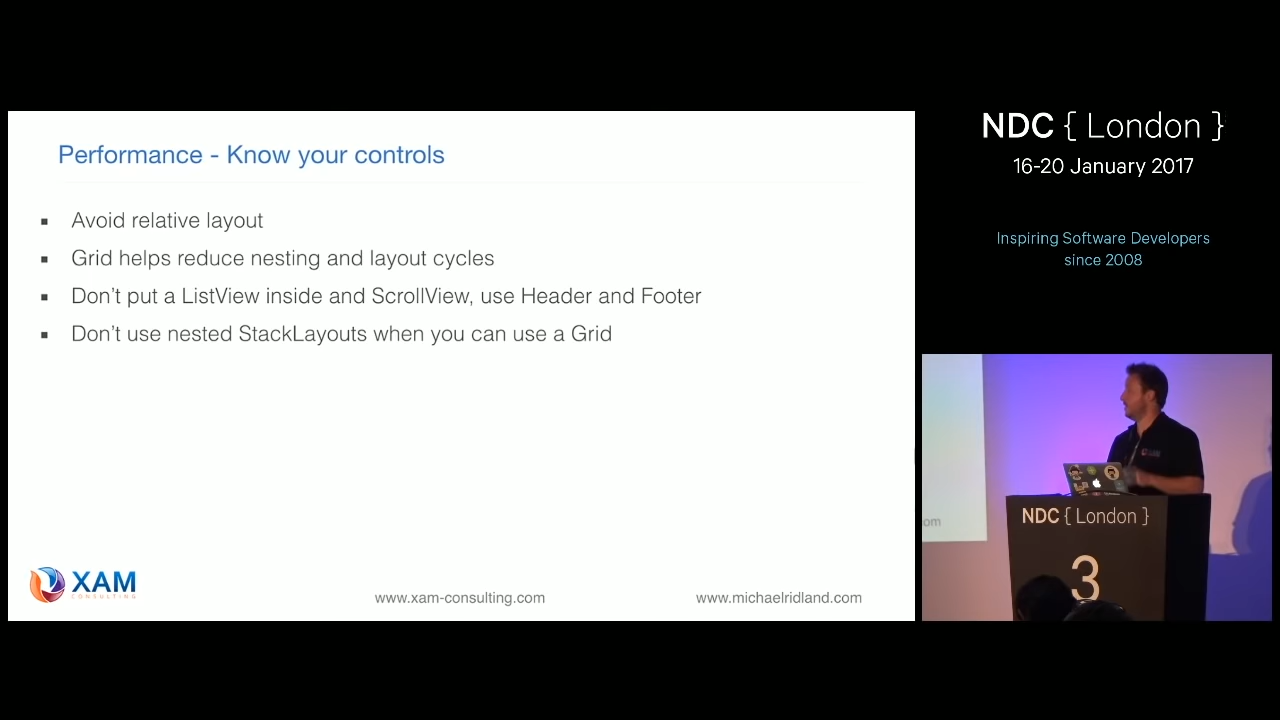 Performance - Know your controls
Avoid relative layout
Grid helps reduce nesting and layout cycles
Don't put a ListView inside and ScrollView, use Header and Footer
Don't use nested StackLayouts when you can use a Grid
XAM
CONSULTING
www.xam-consulting.com
www.michaelridland.com
NDC { London }
16-20 January 2017
Inspiring Software Developers
since 2008
om
NDC { London }
3